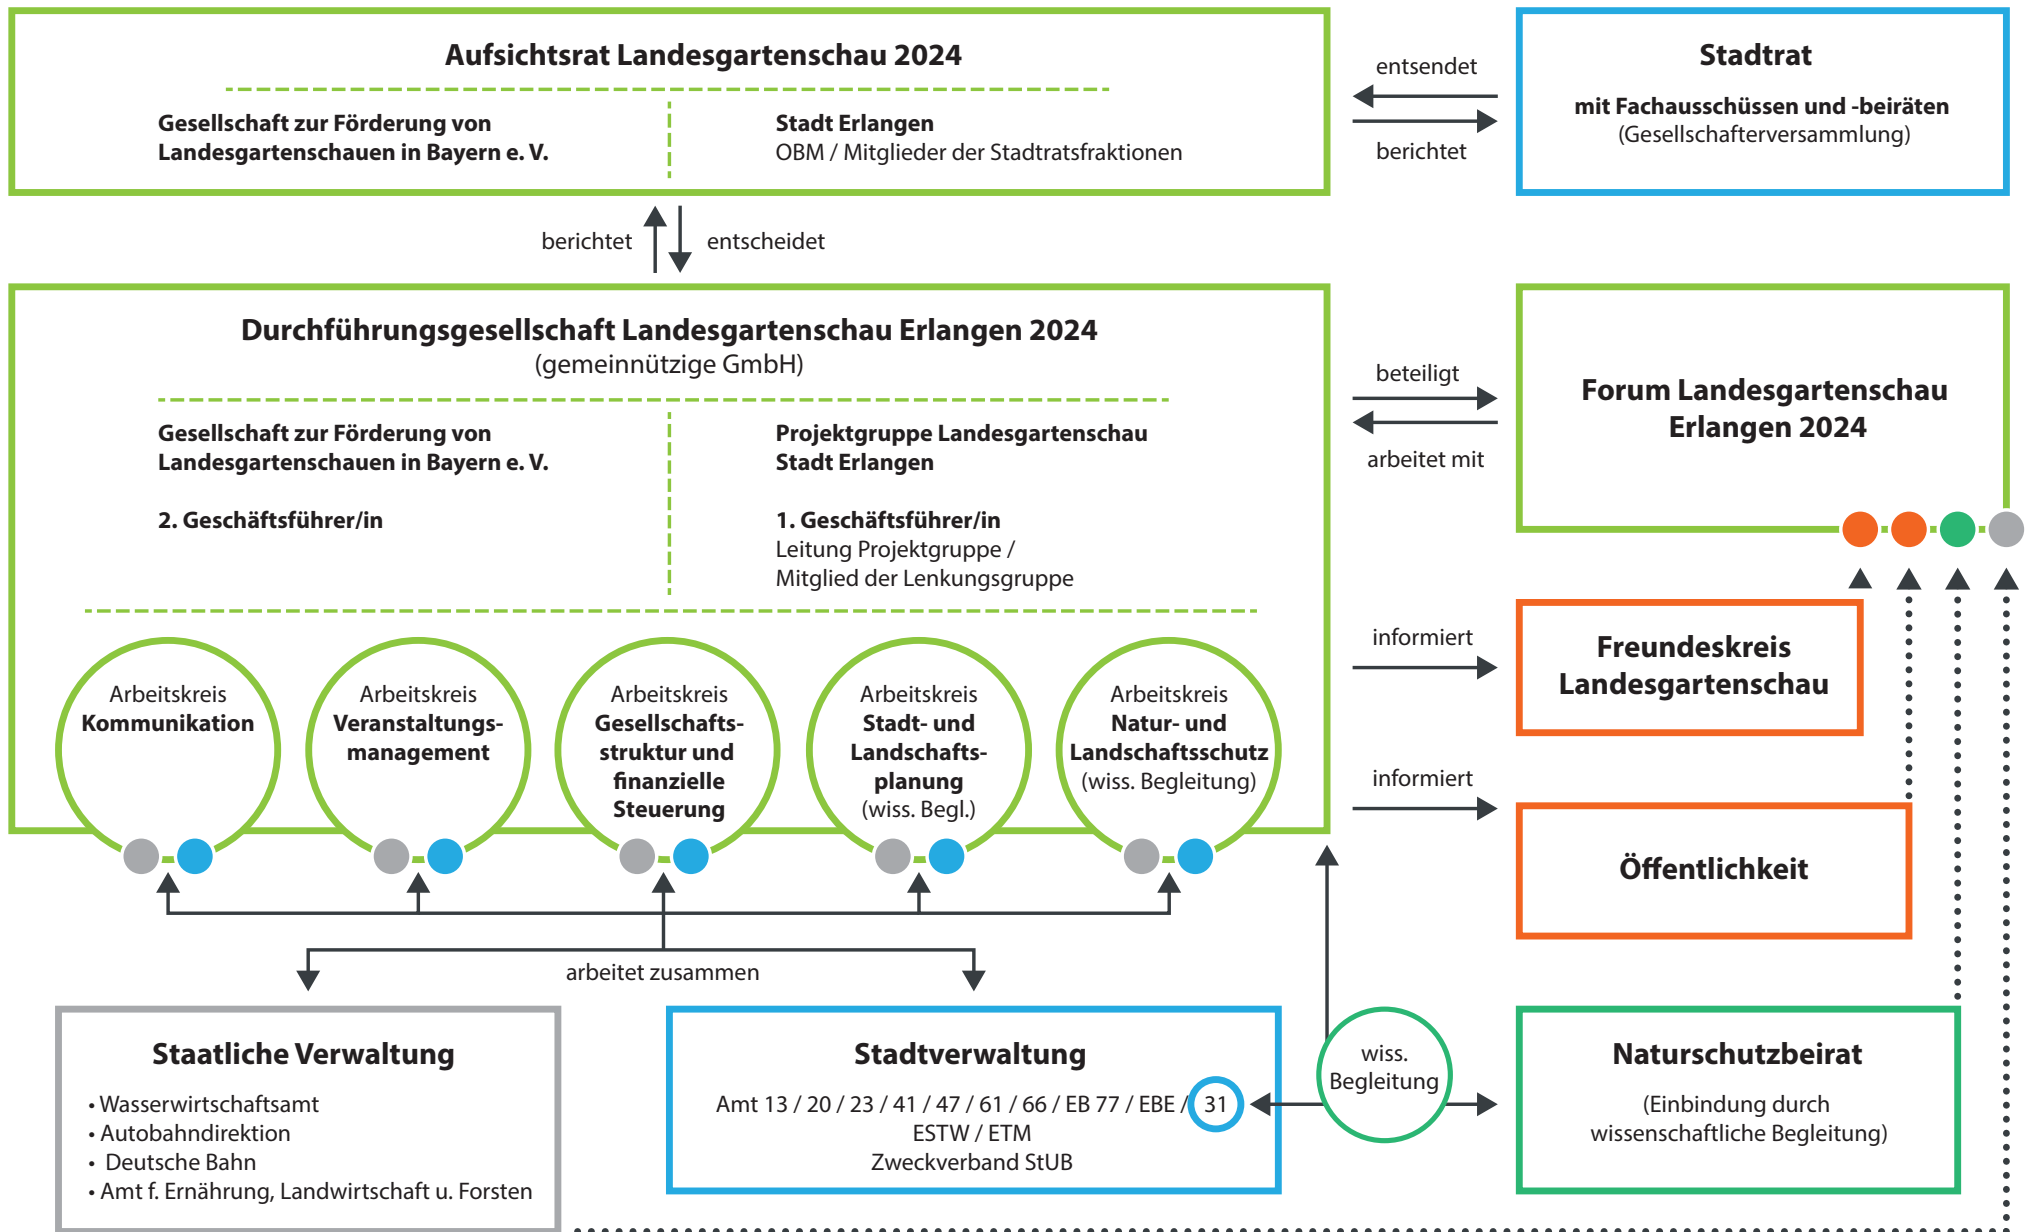 Aufsichtsrat Landesgartenschau 2024
Gesellschaft zur Förderung von
Landesgartenschauen in Bayern e. V.
Stadt Erlangen
OBM / Mitglieder der Stadtratsfraktionen
entsendet
berichtet
Stadtrat
mit Fachausschüssen und -beiräten
(Gesellschafterversammlung)
berichtet
entscheidet
Durchführungsgesellschaft Landesgartenschau Erlangen 2024
(gemeinnützige GmbH)
Gesellschaft zur Förderung von
Landesgartenschauen in Bayern e. V.
2. Geschäftsführer/in
Projektgruppe Landesgartenschau
Stadt Erlangen
1. Geschäftsführer/in
Leitung Projektgruppe /
Mitglied der Lenkungsgruppe
beteiligt
arbeitet mit
Forum Landesgartenschau
Erlangen 2024
Arbeitskreis
Kommunikation
Arbeitskreis
Veranstaltungs-
management
Arbeitskreis
Gesellschafts-
struktur und
finanzielle
Steuerung
Arbeitskreis
Stadt- und
Landschafts-
planung
(wiss. Begl.)
Arbeitskreis
Natur- und
Landschaftsschutz
(wiss. Begleitung)
informiert
Freundeskreis
Landesgartenschau
informiert
Öffentlichkeit
arbeitet zusammen
Staatliche Verwaltung
• Wasserwirtschaftsamt
• Autobahndirektion
• Deutsche Bahn
• Amt f. Ernährung, Landwirtschaft u. Forsten
Stadtverwaltung
Amt 13 / 20 / 23 / 41 / 47 / 61 / 66 / EB 77 / EBE / 31
ESTW / ETM
Zweckverband StUB
wiss.
Begleitung
Naturschutzbeirat
(Einbindung durch
wissenschaftliche Begleitung)